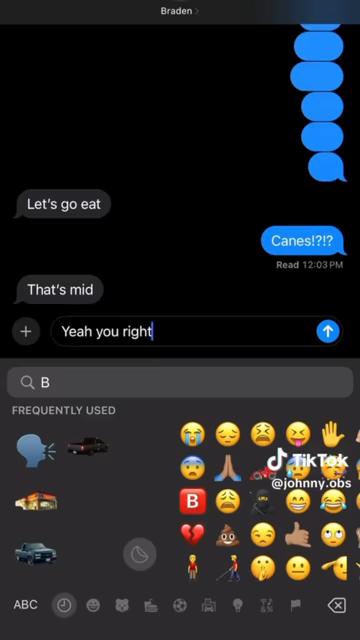 Braden
Let's go eat
Canes!?!?
Read 12:03 PM
That's mid
Yeah you right
B
FREQUENTLY USED
TikTok
@johnny.obs
B
ABC